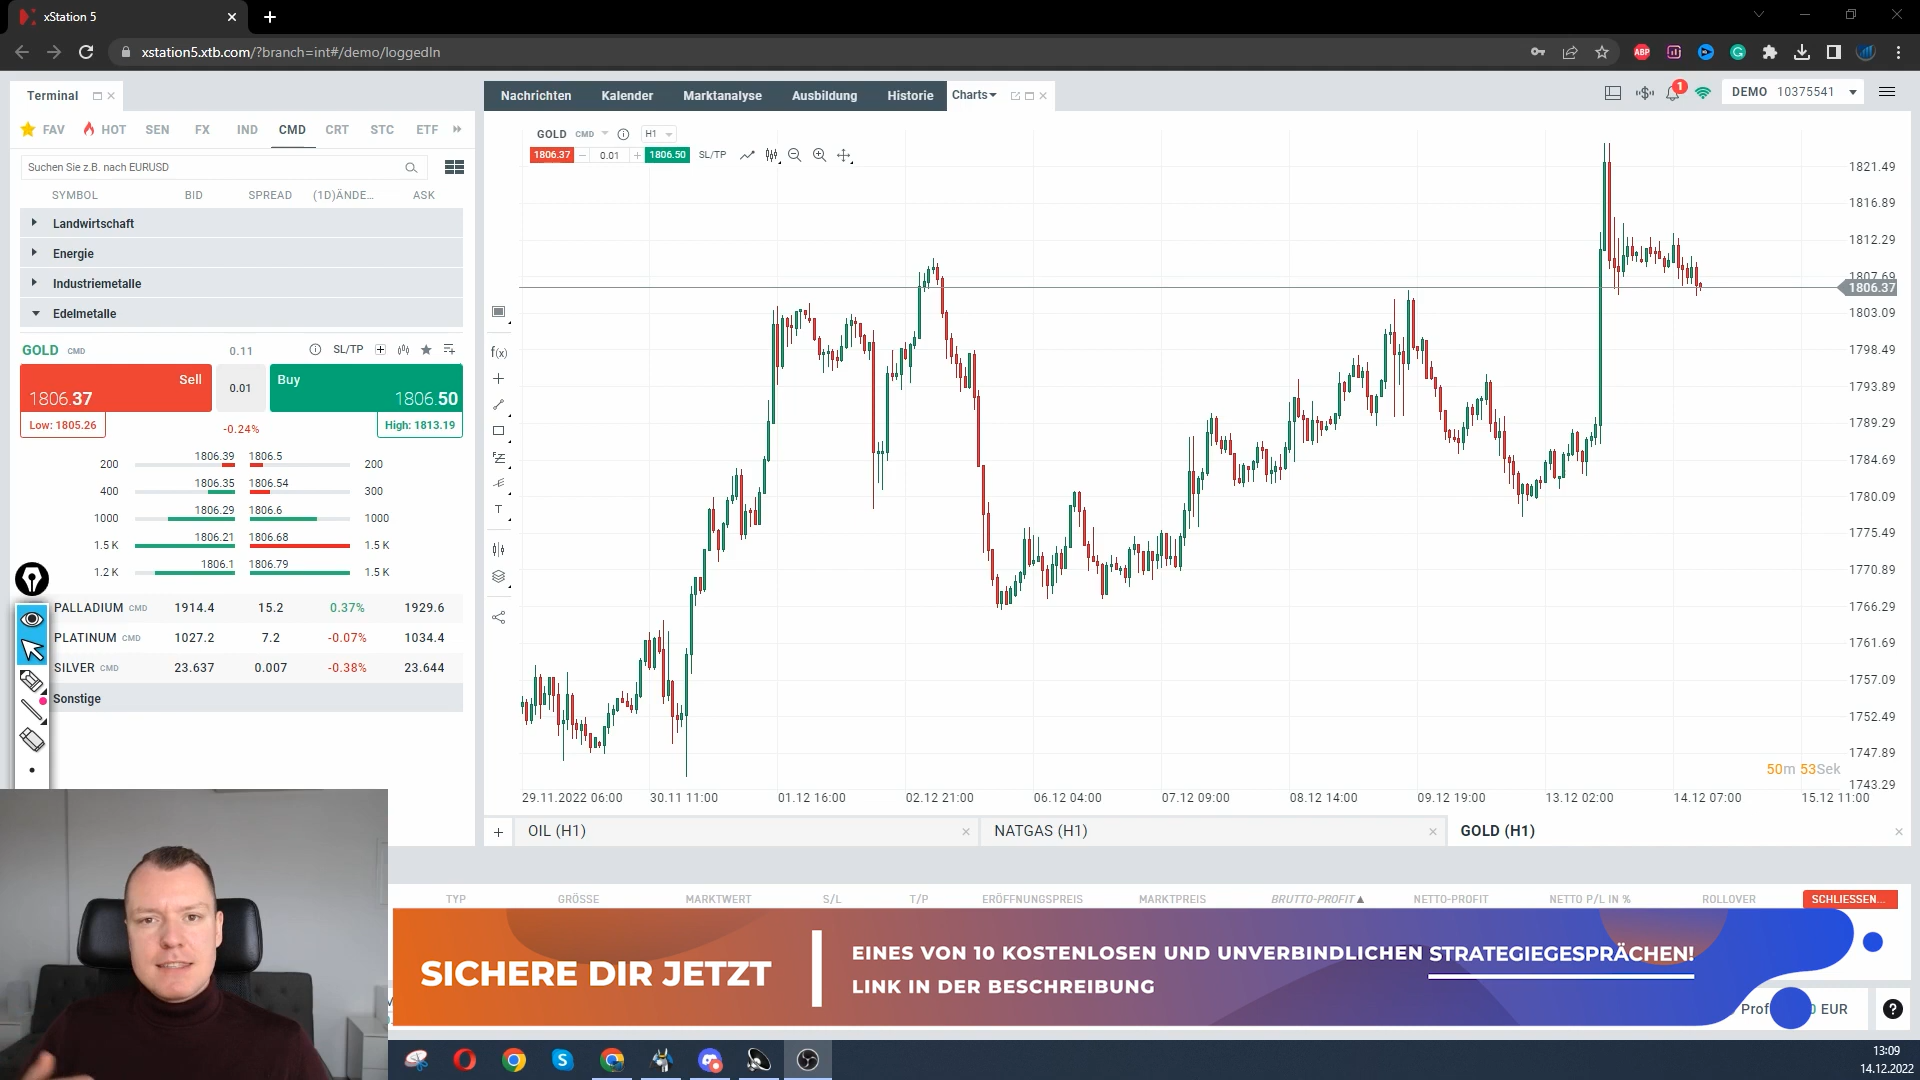 xStation 5
xstation5.xtb.com/?branch=int#/demo/loggedIn
Terminal
Nachrichten Kalender Marktanalyse Ausbildung Historie Charts
1
DEMO 10375541
FAV HOT SEN FX IND CMD CRT STC ETF
Suchen Sie z.B. nach EURUSD
SYMBOL BID SPREAD (1D)ÄNDE... ASK
Landwirtschaft
Energie
Industriemetalle
Edelmetalle
GOLD CMD 0.11 SL/TP
Sell
1806.37
0.01
Buy
1806.50
Low: 1805.26
-0.24%
High: 1813.19
200 1806.39 1806.5 200
400 1806.35 1806.54 300
1000 1806.29 1806.6 1000
1.5 K 1806.21 1806.68 1.5 K
1.2 K 1806.1 1806.79 1.5 K
PALLADIUM CMD 1914.4 15.2 0.37% 1929.6
PLATINUM CMD 1027.2 7.2 -0.07% 1034.4
SILVER CMD 23.637 0.007 -0.38% 23.644
Sonstige
GOLD CMD H1
1806.37 0.01 1806.50 SL/TP
f(x)
T
1821.49
1816.89
1812.29
1807.69
1806.37
1803.09
1798.49
1793.89
1789.29
1784.69
1780.09
1775.49
1770.89
1766.29
1761.69
1757.09
1752.49
1747.89
1743.29
50m 53Sek
29.11.2022 06:00 30.11 11:00 01.12 16:00 02.12 21:00 06.12 04:00 07.12 09:00 08.12 14:00 09.12 19:00 13.12 02:00 14.12 07:00 15.12 11:00
OIL (H1) NATGAS (H1) GOLD (H1)
TYP GRÖSSE MARKTWERT S/L T/P ERÖFFNUNGSPREIS MARKTPREIS BRUTTO-PROFIT NETTO-PROFIT NETTO P/L IN % ROLLOVER SCHLIESSEN...
SICHERE DIR JETZT
EINES VON 10 KOSTENLOSEN UND UNVERBINDLICHEN STRATEGIEGESPRÄCHEN!
LINK IN DER BESCHREIBUNG
EUR
?
ABP
13:09
14.12.2022